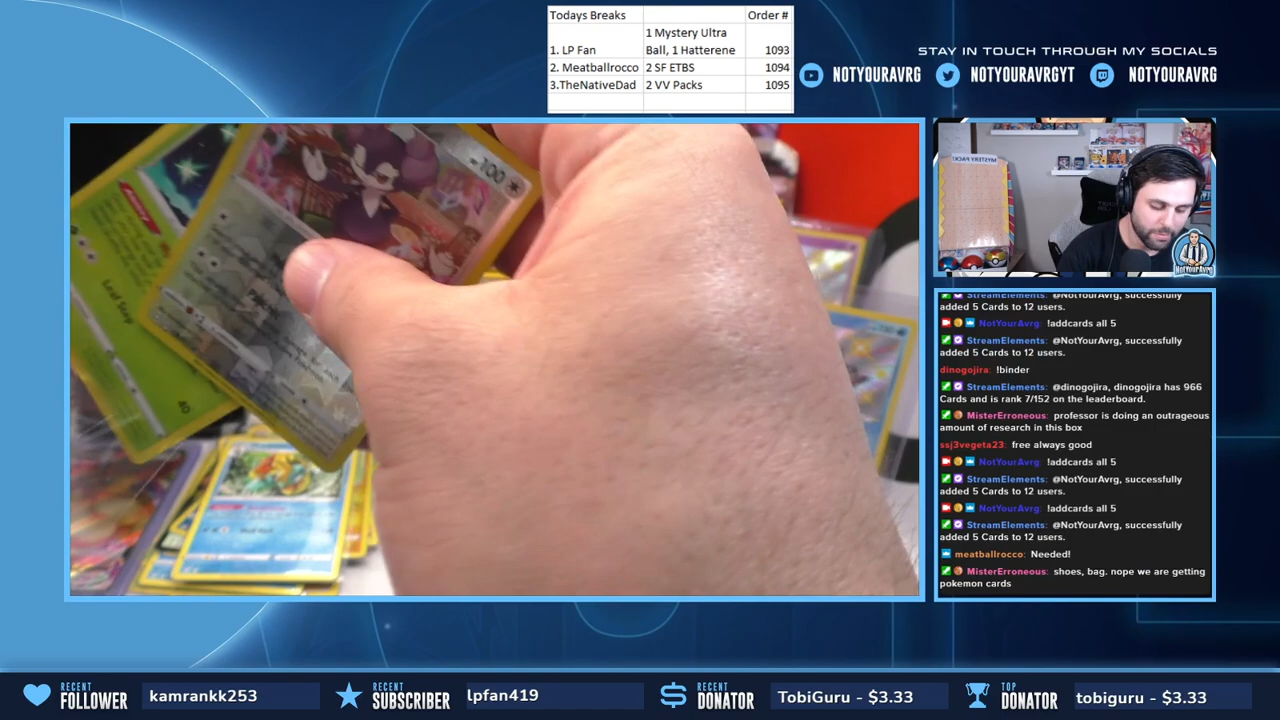 Todays Breaks Order #
1. LP Fan 1 Mystery Ultra Ball, 1 Hatterene 1093
2. Meatballrocco 2 SF ETBS 1094
3.TheNativeDad 2 VV Packs 1095
STAY IN TOUCH THROUGH MY SOCIALS
NOTYOURAVRG NOTYOURAVRGYT NOTYOURAVRG
MYSTERY PACK
NOTYOURAVRG
-100
Leaf Step
60
StreamElements: @NotYourAvrg, successfully
added 5 Cards to 12 users.
NotYourAvrg: !addcards all 5
StreamElements: @NotYourAvrg, successfully
added 5 Cards to 12 users.
dinogojira: !binder
StreamElements: @dinogojira, dinogojira has 966
Cards and is rank 7/152 on the leaderboard.
MisterErroneous: professor is doing an outrageous
amount of research in this box
ssj3vegeta23: free always good
NotYourAvrg: !addcards all 5
StreamElements: @NotYourAvrg, successfully
added 5 Cards to 12 users.
NotYourAvrg: !addcards all 5
StreamElements: @NotYourAvrg, successfully
added 5 Cards to 12 users.
meatballrocco: Needed!
MisterErroneous: shoes, bag. nope we are getting
pokemon cards
RECENT FOLLOWER kamrankk253
RECENT SUBSCRIBER lpfan419
RECENT DONATOR TobiGuru - $3.33
TOP DONATOR tobiguru - $3.33